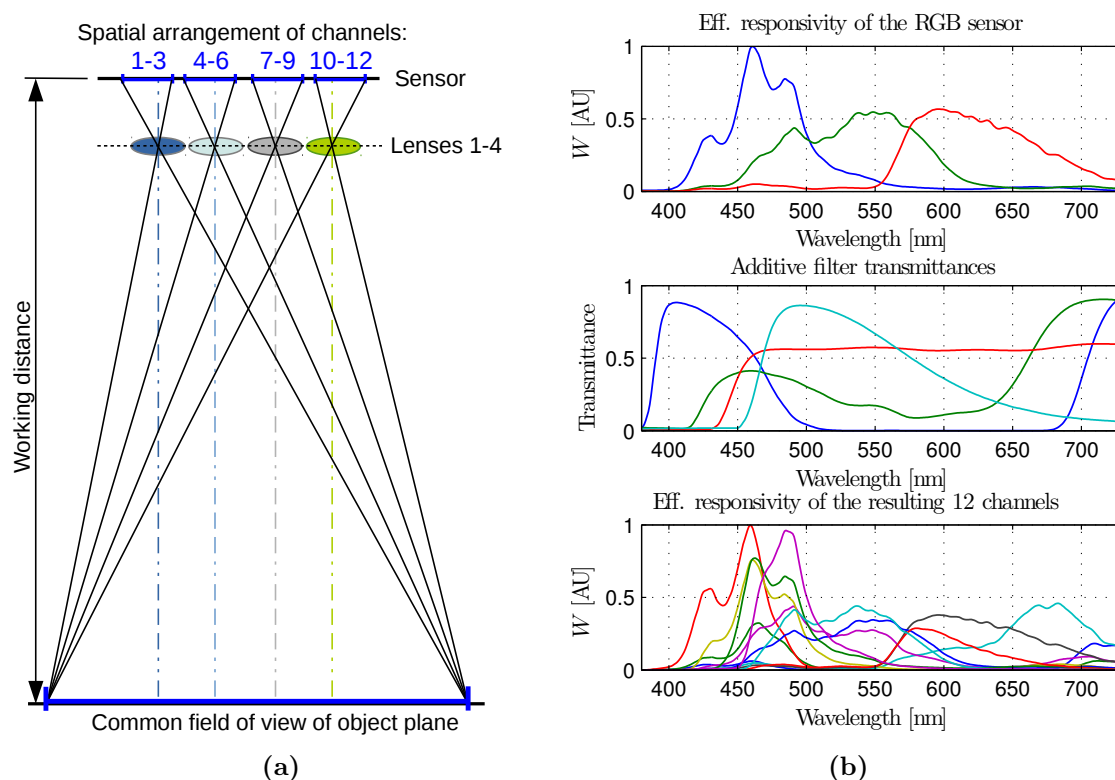 Spatial arrangement of channels:
1-3 4-6 7-9 10-12
Sensor
Lenses 1-4
Working distance
Common field of view of object plane
(a)
Eff. responsivity of the RGB sensor
W [AU]
1
0.5
0
400 450 500 550 600 650 700
Wavelength [nm]
Additive filter transmittances
Transmittance
1
0.5
0
400 450 500 550 600 650 700
Wavelength [nm]
Eff. responsivity of the resulting 12 channels
W [AU]
1
0.5
0
400 450 500 550 600 650 700
Wavelength [nm]
(b)